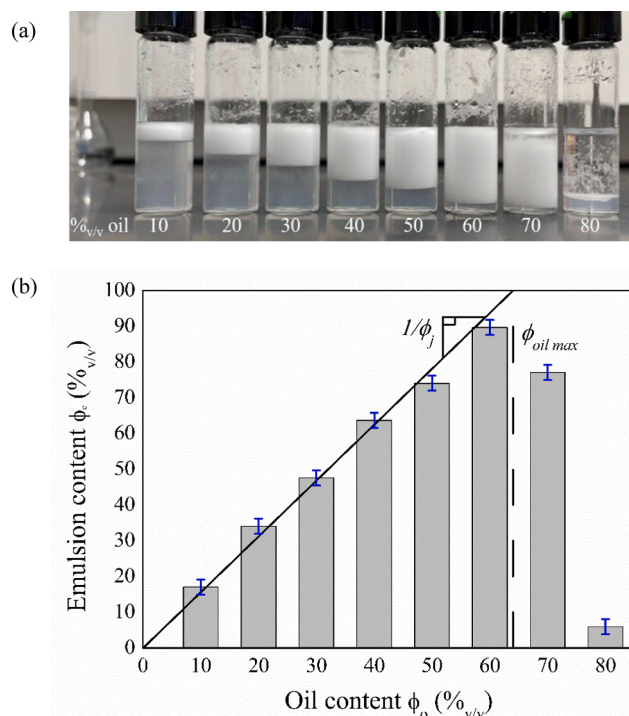 (a)
%v/v oil 10 20 30 40 50 60 70 80
(b)
100
90
80
70
60
50
40
30
20
10
0
Emulsion content ϕe (%v/v)
1/ϕj
ϕoil max
0 10 20 30 40 50 60 70 80
Oil content ϕo (%v/v)